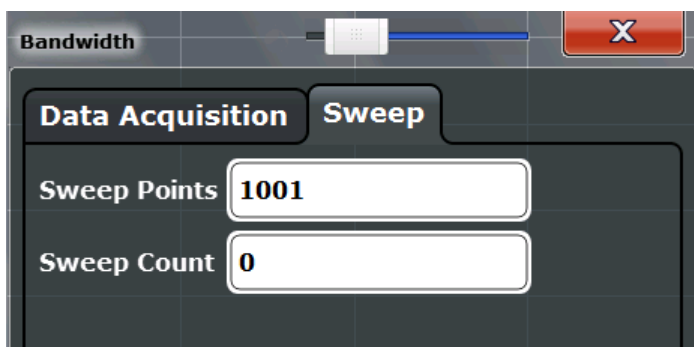 Bandwidth X
Data Acquisition Sweep
Sweep Points 1001
Sweep Count 0